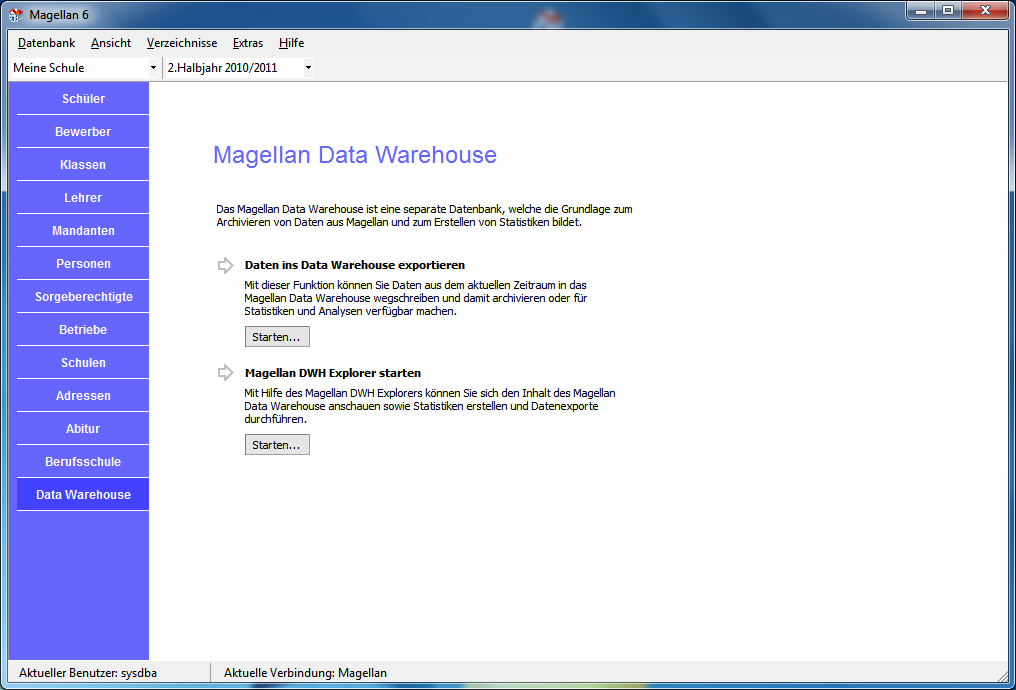 Magellan 6
Datenbank Ansicht Verzeichnisse Extras Hilfe
Meine Schule 2.Halbjahr 2010/2011
Schüler
Bewerber
Klassen
Lehrer
Mandanten
Personen
Sorgeberechtigte
Betriebe
Schulen
Adressen
Abitur
Berufsschule
Data Warehouse
Magellan Data Warehouse
Das Magellan Data Warehouse ist eine separate Datenbank, welche die Grundlage zum
Archivieren von Daten aus Magellan und zum Erstellen von Statistiken bildet.
Daten ins Data Warehouse exportieren
Mit dieser Funktion können Sie Daten aus dem aktuellen Zeitraum in das
Magellan Data Warehouse wegschreiben und damit archivieren oder für
Statistiken und Analysen verfügbar machen.
Starten...
Magellan DWH Explorer starten
Mit Hilfe des Magellan DWH Explorers können Sie sich den Inhalt des Magellan
Data Warehouse anschauen sowie Statistiken erstellen und Datenexporte
durchführen.
Starten...
Aktueller Benutzer: sysdba Aktuelle Verbindung: Magellan